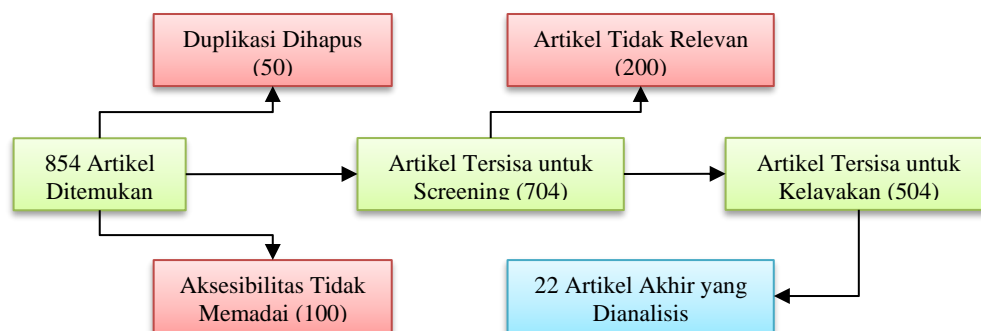 Duplikasi Dihapus
(50)
Artikel Tidak Relevan
(200)
854 Artikel
Ditemukan
Artikel Tersisa untuk
Screening (704)
Artikel Tersisa untuk
Kelayakan (504)
Aksesibilitas Tidak
Memadai (100)
22 Artikel Akhir yang
Dianalisis